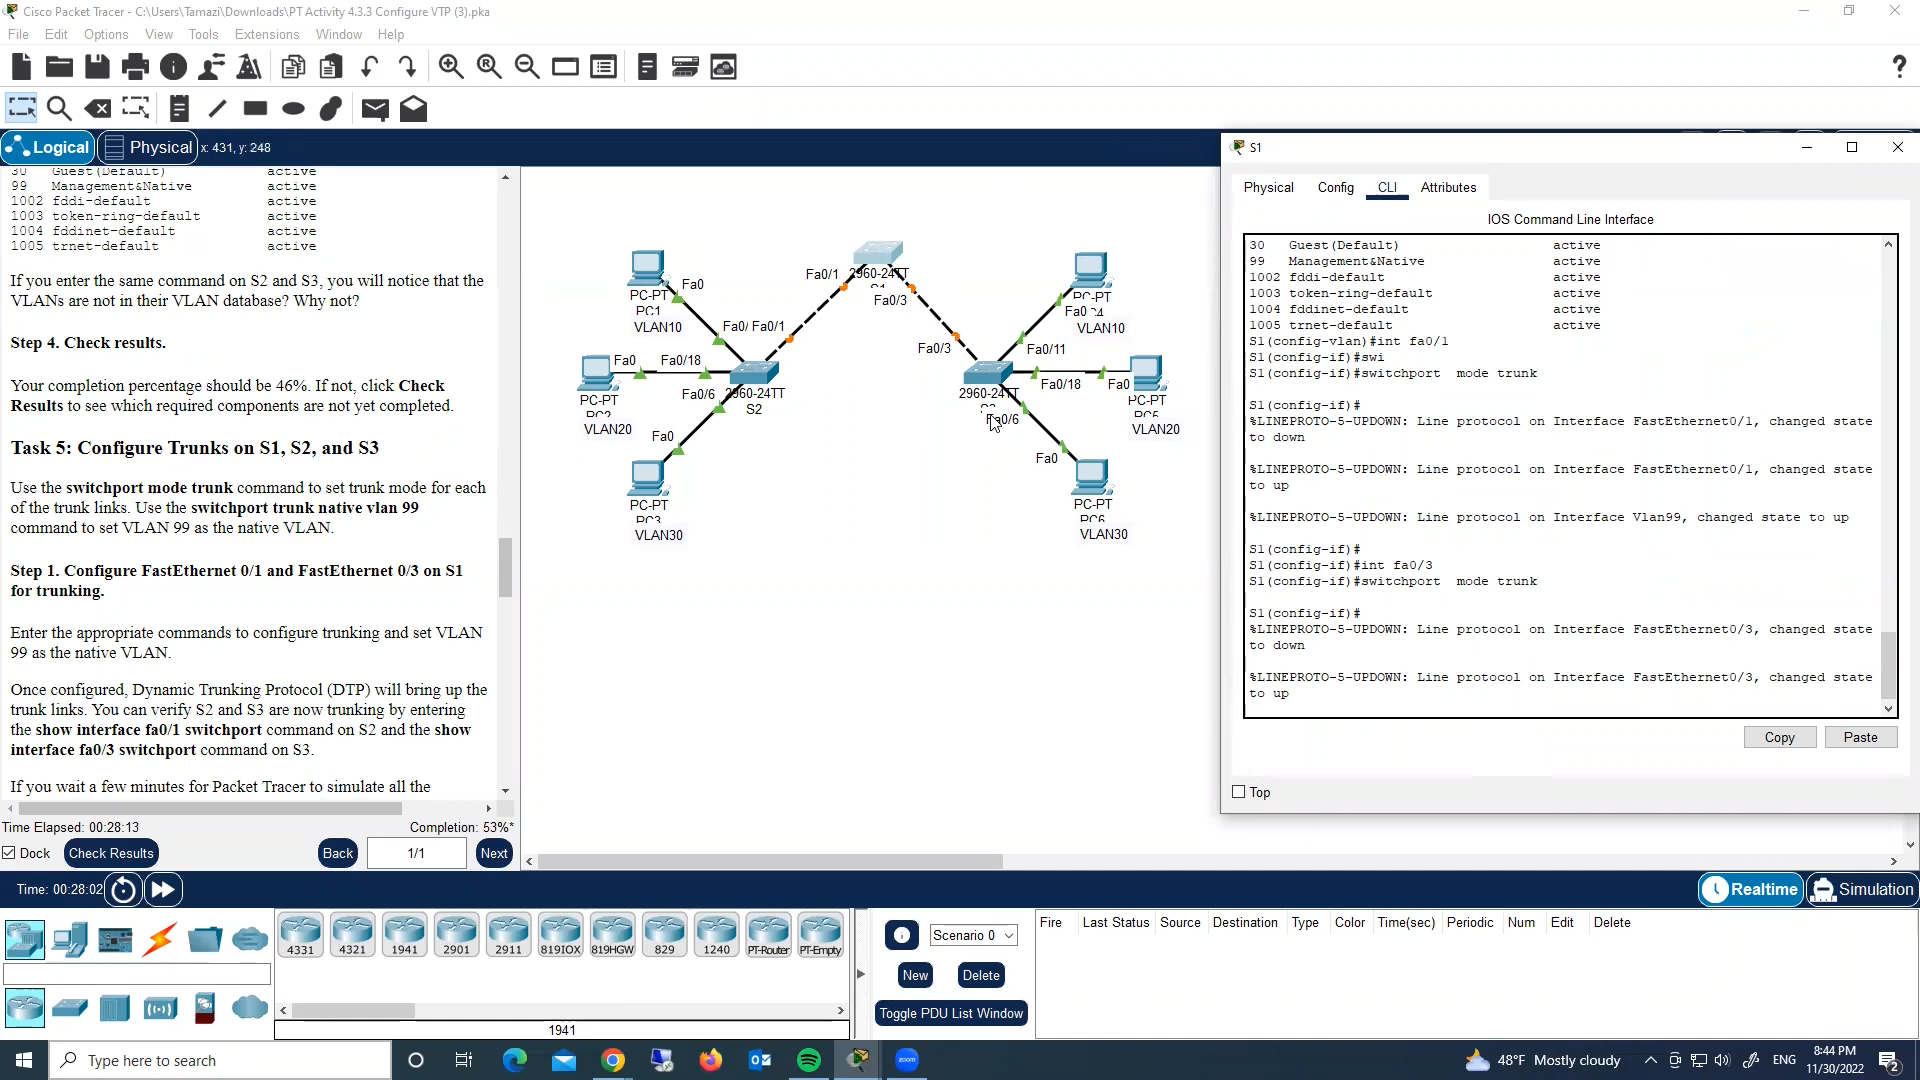 Cisco Packet Tracer - C:\Users\Tamazi\Downloads\PT Activity 4.3.3 Configure VTP (3).pka
File Edit Options View Tools Extensions Window Help
?
Logical Physical x: 431, y: 248
30 Guest(Default) active
99 Management&Native active
1002 fddi-default active
1003 token-ring-default active
1004 fddinet-default active
1005 trnet-default active
If you enter the same command on S2 and S3, you will notice that the
VLANs are not in their VLAN database? Why not?
Step 4. Check results.
Your completion percentage should be 46%. If not, click Check
Results to see which required components are not yet completed.
Task 5: Configure Trunks on S1, S2, and S3
Use the switchport mode trunk command to set trunk mode for each
of the trunk links. Use the switchport trunk native vlan 99
command to set VLAN 99 as the native VLAN.
Step 1. Configure FastEthernet 0/1 and FastEthernet 0/3 on S1
for trunking.
Enter the appropriate commands to configure trunking and set VLAN
99 as the native VLAN.
Once configured, Dynamic Trunking Protocol (DTP) will bring up the
trunk links. You can verify S2 and S3 are now trunking by entering
the show interface fa0/1 switchport command on S2 and the show
interface fa0/3 switchport command on S3.
If you wait a few minutes for Packet Tracer to simulate all the
Time Elapsed: 00:28:13 Completion: 53%*
Dock Check Results Back 1/1 Next
Fa0/1 2960-24TT
Fa0/3
Fa0
PC-PT
PC1
VLAN10
Fa0/ Fa0/1
Fa0 Fa0/18
PC-PT
PC2
VLAN20
Fa0/6 2960-24TT
S2
Fa0
PC-PT
PC3
VLAN30
PC-PT
Fa0
VLAN10
Fa0/3 Fa0/11
2960-24TT Fa0/18 Fa0
Fa0/6
PC-PT
PC5
VLAN20
Fa0
PC-PT
PC6
VLAN30
S1
Physical Config CLI Attributes
IOS Command Line Interface
30 Guest(Default) active
99 Management&Native active
1002 fddi-default active
1003 token-ring-default active
1004 fddinet-default active
1005 trnet-default active
S1(config-vlan)#int fa0/1
S1(config-if)#swi
S1(config-if)#switchport  mode trunk
S1(config-if)#
%LINEPROTO-5-UPDOWN: Line protocol on Interface FastEthernet0/1, changed state
to down
%LINEPROTO-5-UPDOWN: Line protocol on Interface FastEthernet0/1, changed state
to up
%LINEPROTO-5-UPDOWN: Line protocol on Interface Vlan99, changed state to up
S1(config-if)#
S1(config-if)#int fa0/3
S1(config-if)#switchport  mode trunk
S1(config-if)#
%LINEPROTO-5-UPDOWN: Line protocol on Interface FastEthernet0/3, changed state
to down
%LINEPROTO-5-UPDOWN: Line protocol on Interface FastEthernet0/3, changed state
to up
Copy Paste
Top
Time: 00:28:02 Realtime Simulation
4331 4321 1941 2901 2911 819IOX 819HGW 829 1240 PT-Router PT-Empty
1941
Scenario 0
New Delete
Toggle PDU List Window
Fire Last Status Source Destination Type Color Time(sec) Periodic Num Edit Delete
Type here to search
zoom
48°F Mostly cloudy ENG
8:44 PM
11/30/2022
2